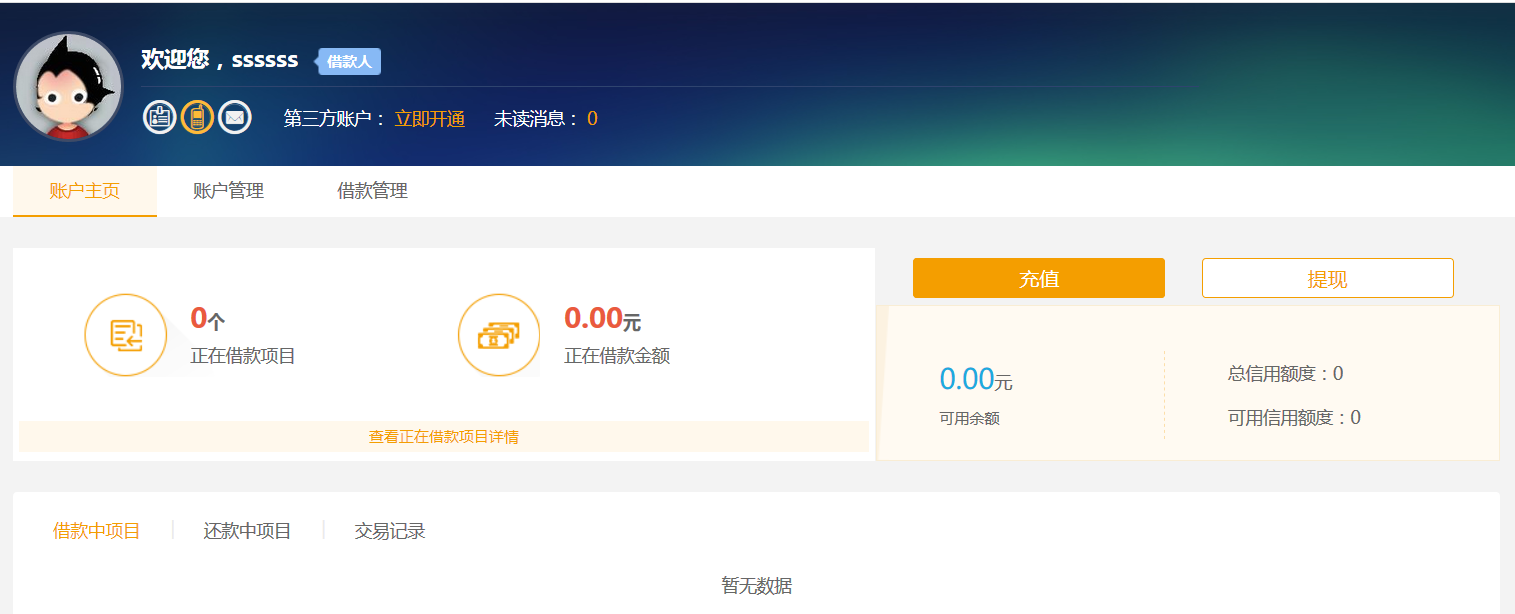 欢迎您，ssssss 借款人
第三方账户： 立即开通 未读消息： 0
账户主页 账户管理 借款管理
充值 提现
0个 0.00元
正在借款项目 正在借款金额
0.00元 总信用额度：0
可用余额 可用信用额度：0
查看正在借款项目详情
借款中项目 还款中项目 交易记录
暂无数据